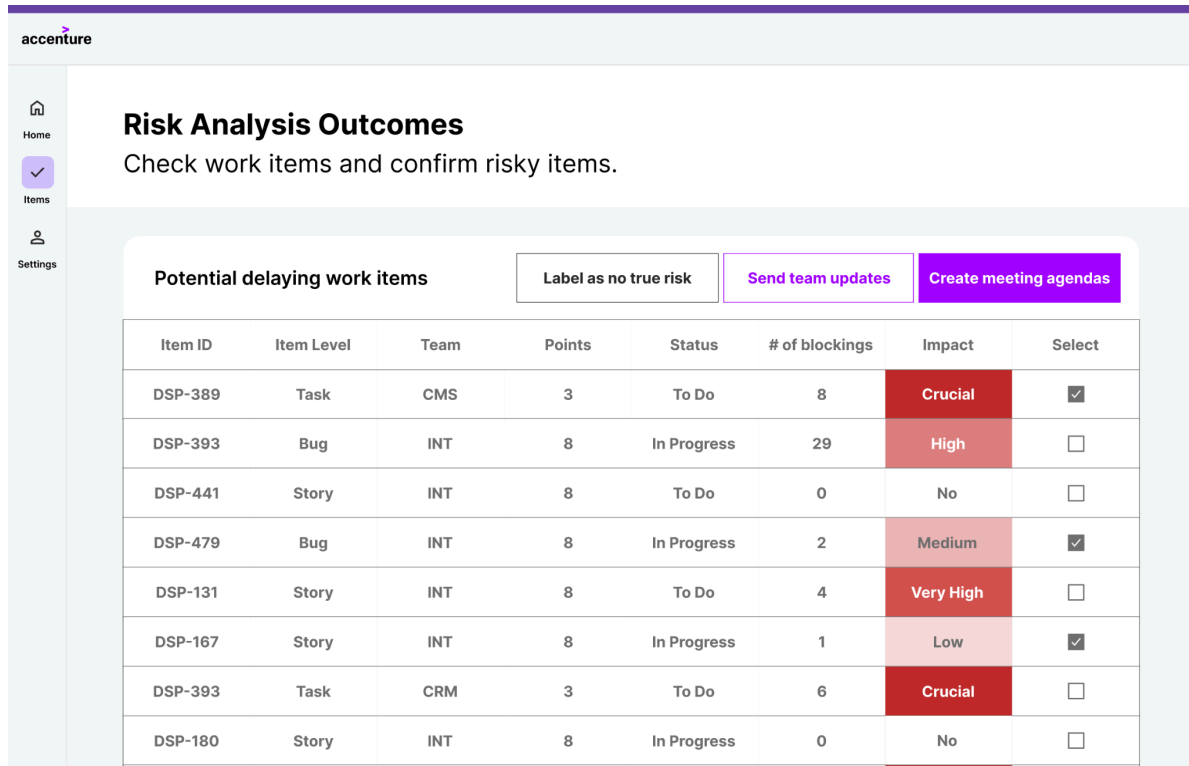 accenture
Home
Items
Settings
Risk Analysis Outcomes
Check work items and confirm risky items.
Potential delaying work items Label as no true risk Send team updates Create meeting agendas
Item ID Item Level Team Points Status # of blockings Impact Select
DSP-389 Task CMS 3 To Do 8 Crucial
DSP-393 Bug INT 8 In Progress 29 High
DSP-441 Story INT 8 To Do 0 No
DSP-479 Bug INT 8 In Progress 2 Medium
DSP-131 Story INT 8 To Do 4 Very High
DSP-167 Story INT 8 In Progress 1 Low
DSP-393 Task CRM 3 To Do 6 Crucial
DSP-180 Story INT 8 In Progress 0 No